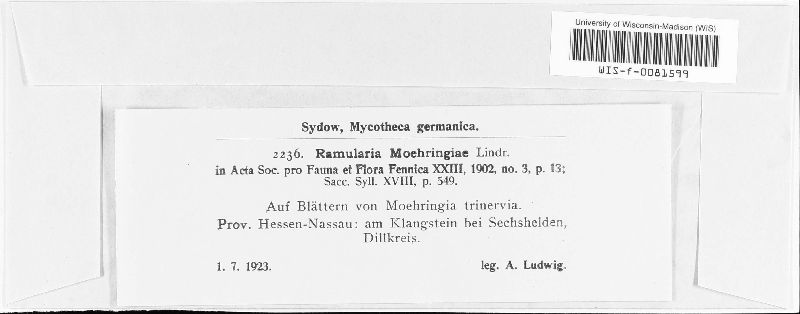 University of Wisconsin-Madison (WIS)
WIS-f-0081599
Sydow, Mycotheca germanica.
2236. Ramularia Moehringiae Lindr.
in Acta Soc. pro Fauna et Flora Fennica XXIII, 1902, no. 3, p. 13;
Sacc. Syll. XVIII, p. 549.
Auf Blättern von Moehringia trinervia.
Prov. Hessen-Nassau: am Klangstein bei Sechshelden,
Dillkreis.
1. 7. 1923. leg. A. Ludwig.